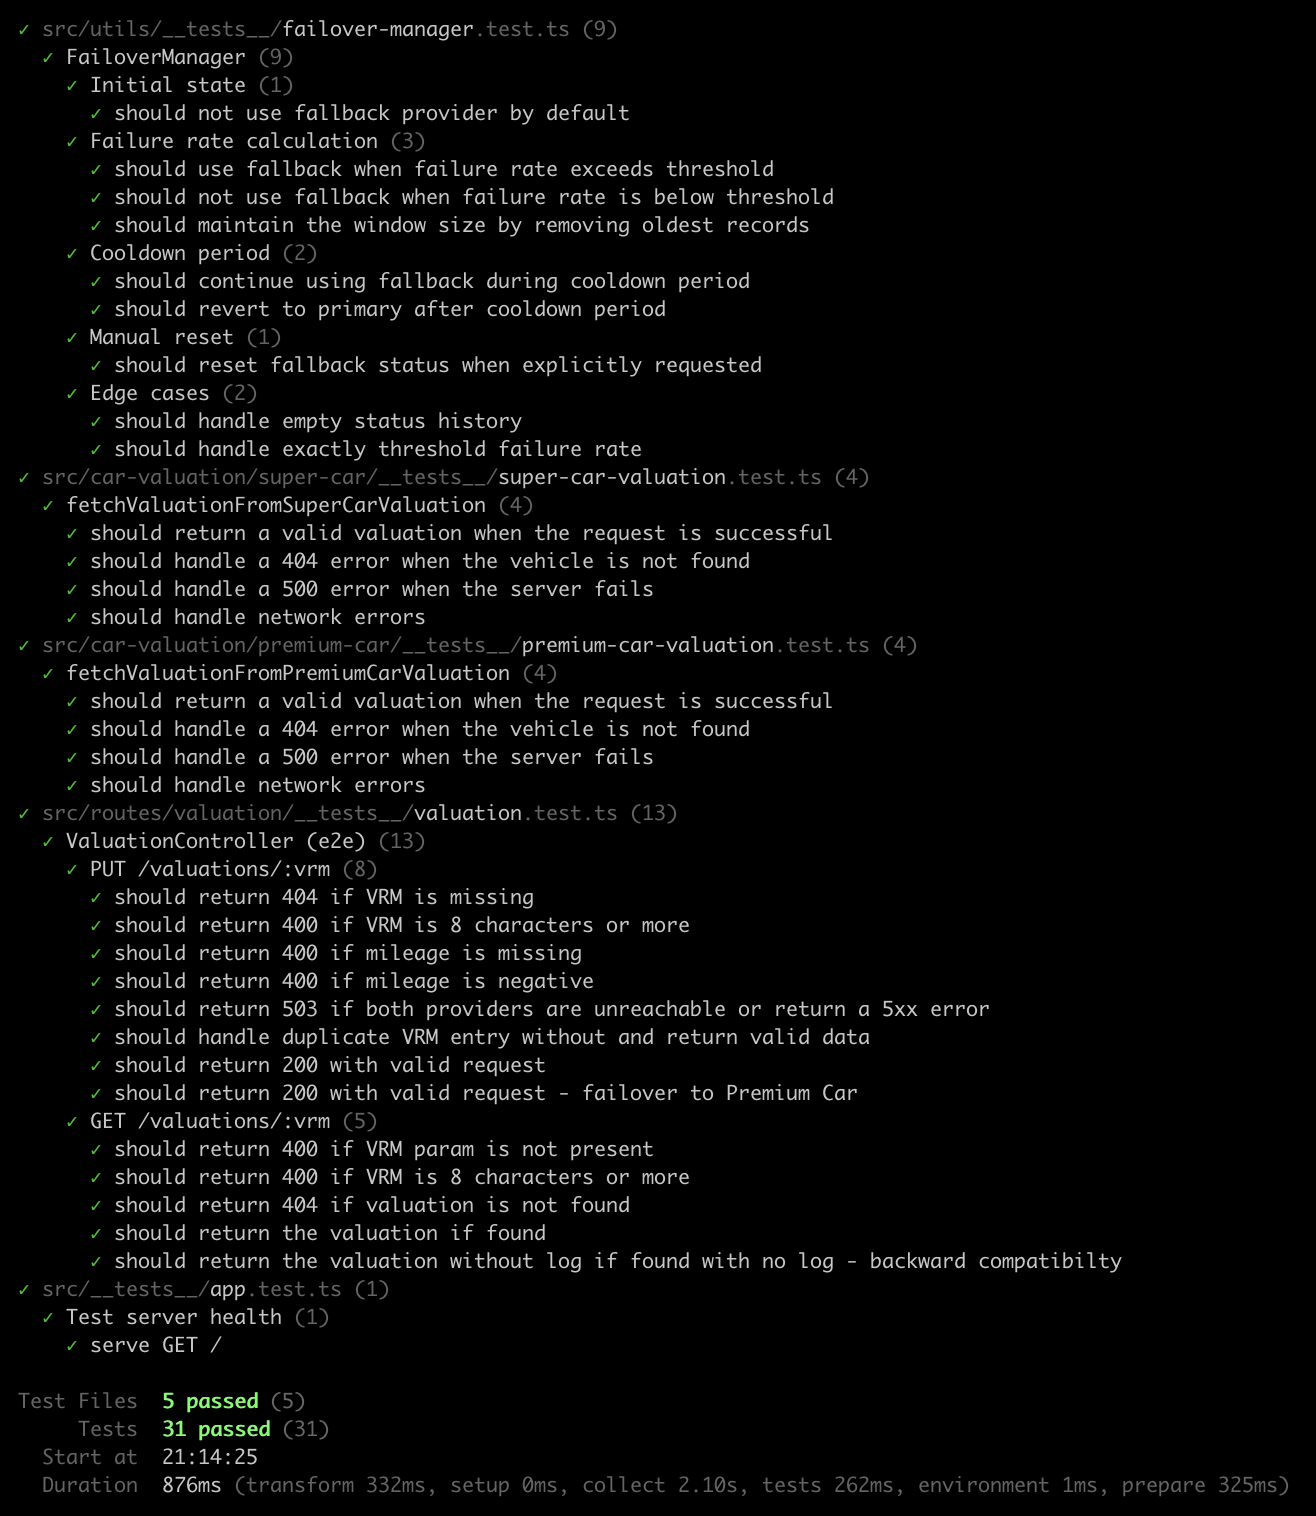 ✓ src/utils/__tests__/failover-manager.test.ts (9)
✓ FailoverManager (9)
✓ Initial state (1)
✓ should not use fallback provider by default
✓ Failure rate calculation (3)
✓ should use fallback when failure rate exceeds threshold
✓ should not use fallback when failure rate is below threshold
✓ should maintain the window size by removing oldest records
✓ Cooldown period (2)
✓ should continue using fallback during cooldown period
✓ should revert to primary after cooldown period
✓ Manual reset (1)
✓ should reset fallback status when explicitly requested
✓ Edge cases (2)
✓ should handle empty status history
✓ should handle exactly threshold failure rate
✓ src/car-valuation/super-car/__tests__/super-car-valuation.test.ts (4)
✓ fetchValuationFromSuperCarValuation (4)
✓ should return a valid valuation when the request is successful
✓ should handle a 404 error when the vehicle is not found
✓ should handle a 500 error when the server fails
✓ should handle network errors
✓ src/car-valuation/premium-car/__tests__/premium-car-valuation.test.ts (4)
✓ fetchValuationFromPremiumCarValuation (4)
✓ should return a valid valuation when the request is successful
✓ should handle a 404 error when the vehicle is not found
✓ should handle a 500 error when the server fails
✓ should handle network errors
✓ src/routes/valuation/__tests__/valuation.test.ts (13)
✓ ValuationController (e2e) (13)
✓ PUT /valuations/:vrm (8)
✓ should return 404 if VRM is missing
✓ should return 400 if VRM is 8 characters or more
✓ should return 400 if mileage is missing
✓ should return 400 if mileage is negative
✓ should return 503 if both providers are unreachable or return a 5xx error
✓ should handle duplicate VRM entry without and return valid data
✓ should return 200 with valid request
✓ should return 200 with valid request - failover to Premium Car
✓ GET /valuations/:vrm (5)
✓ should return 400 if VRM param is not present
✓ should return 400 if VRM is 8 characters or more
✓ should return 404 if valuation is not found
✓ should return the valuation if found
✓ should return the valuation without log if found with no log - backward compatibilty
✓ src/__tests__/app.test.ts (1)
✓ Test server health (1)
✓ serve GET /
Test Files 5 passed (5)
Tests 31 passed (31)
Start at 21:14:25
Duration 876ms (transform 332ms, setup 0ms, collect 2.10s, tests 262ms, environment 1ms, prepare 325ms)